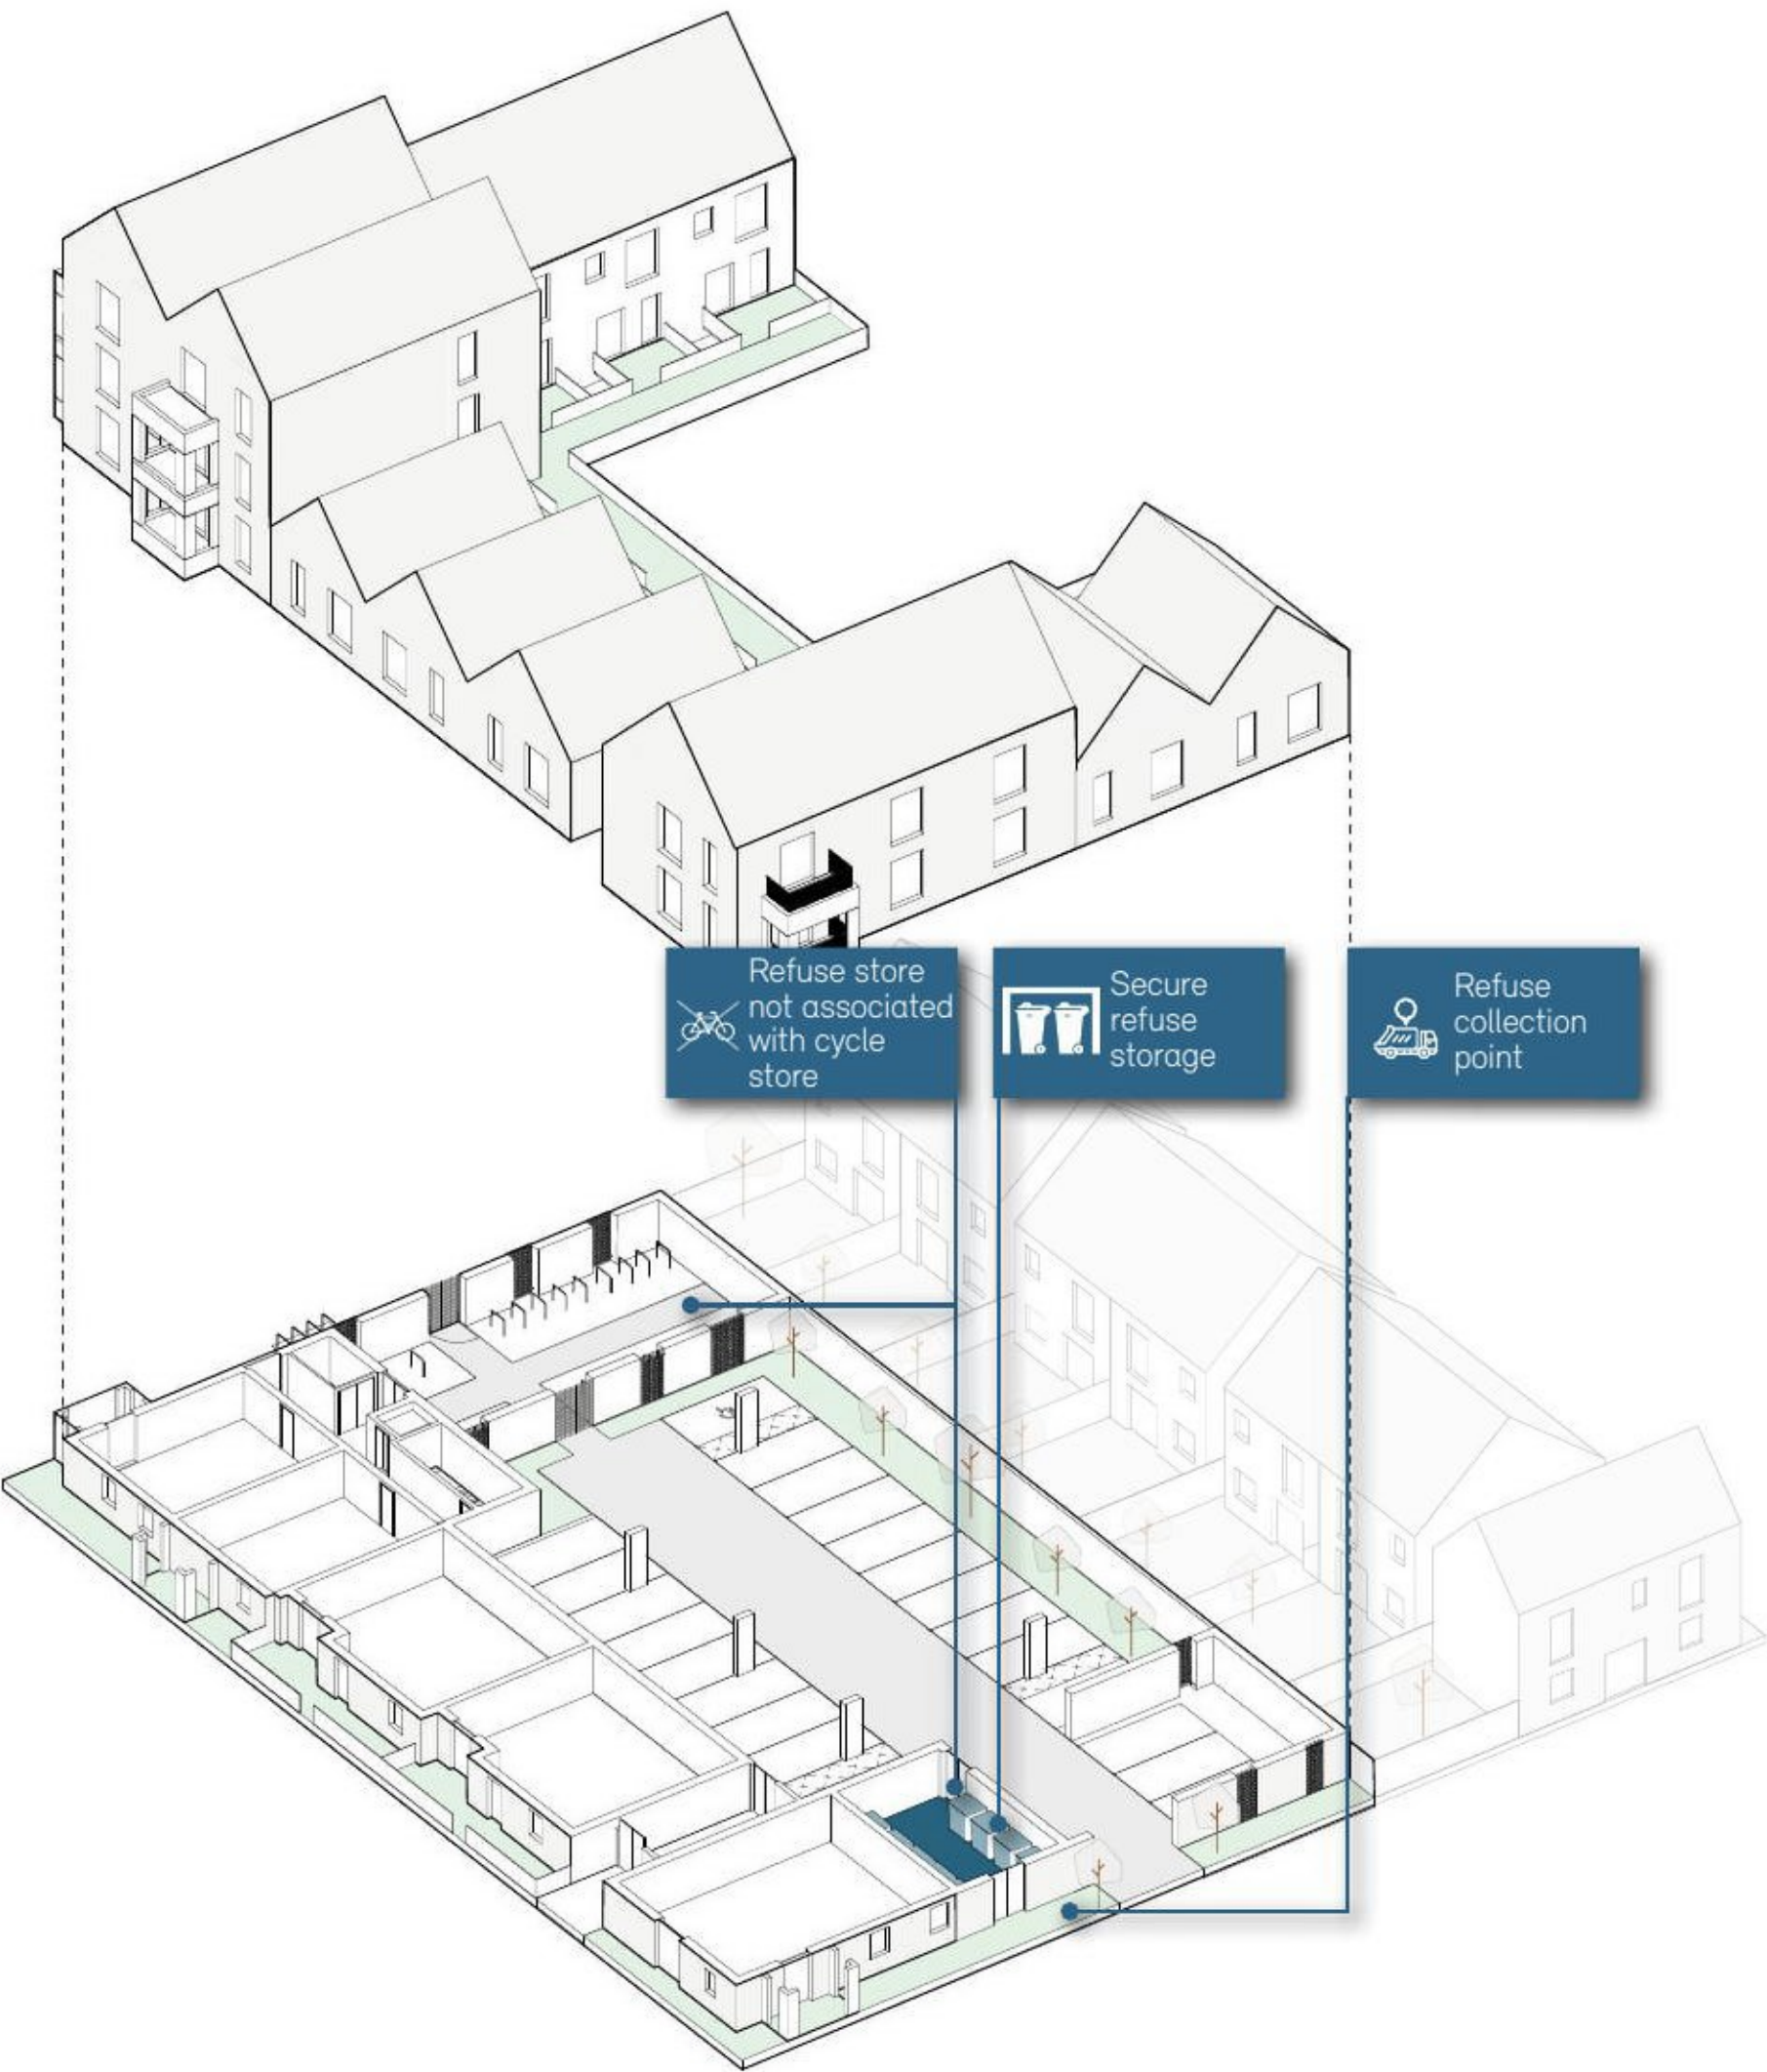 Refuse store
not associated
with cycle
store
Secure
refuse
storage
Refuse
collection
point